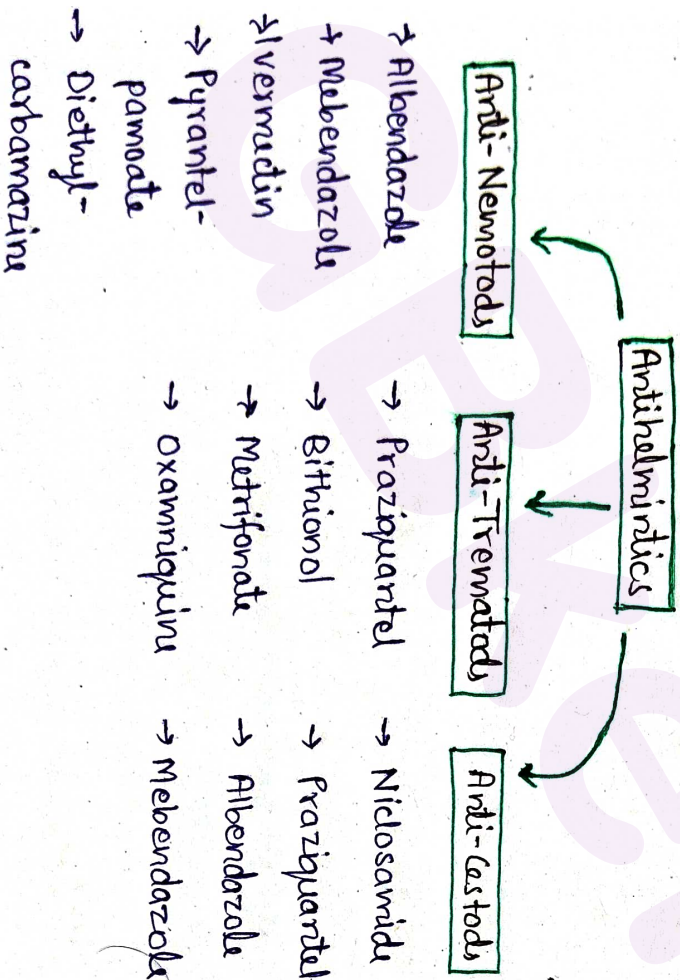 Antihelmintics
Anti-Nemotods
→ Albendazole
→ Mebendazole
→ Ivermectin
→ Pyrantel-
pamoate
→ Diethyl-
carbamazine
Anti-Trematods
→ Praziquantel
→ Bithionol
→ Metrifonate
→ Oxamniquine
Anti-Cestods
→ Niclosamide
→ Praziquantel
→ Albendazole
→ Mebendazole